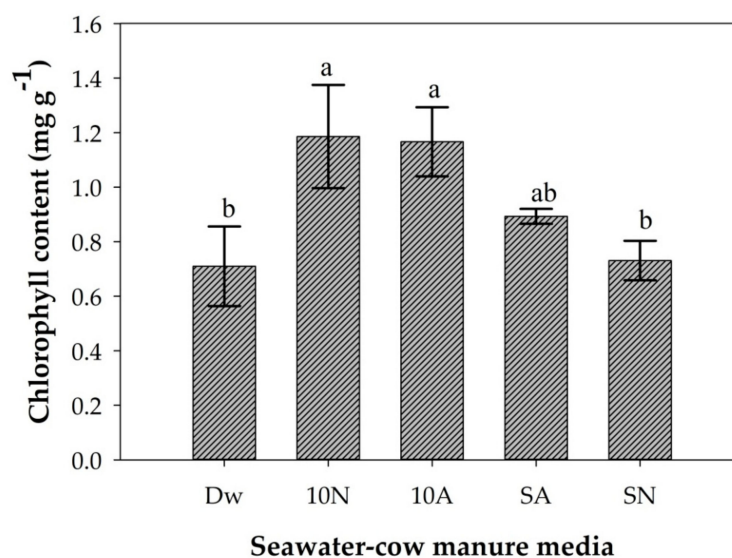 Chlorophyll content (mg g-1)
1.6
1.4
1.2
1.0
0.8
0.6
0.4
0.2
0.0
b
a
a
ab
b
Dw 10N 10A SA SN
Seawater-cow manure media